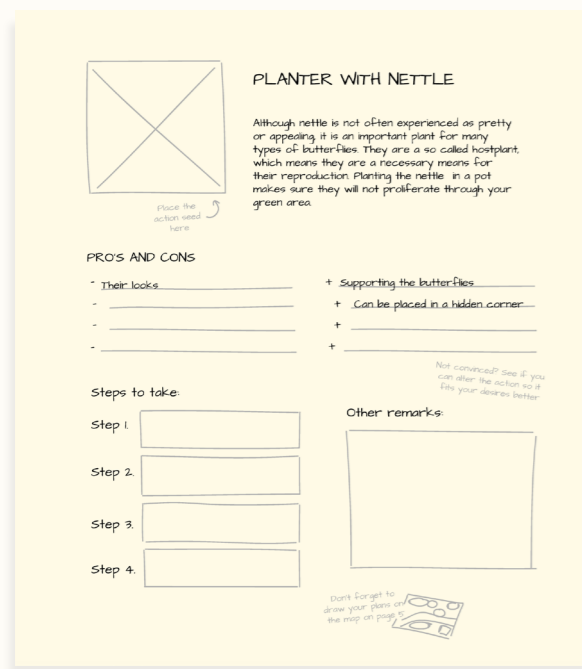 PLANTER WITH NETTLE
Although nettle is not often experienced as pretty
or appealing, it is an important plant for many
types of butterflies. They are a so called hostplant,
which means they are a necessary means for
their reproduction. Planting the nettle in a pot
makes sure they will not proliferate through your
green area.
Place the
action seed
here
PRO'S AND CONS
- Their looks
-
-
-
+ Supporting the butterflies
+ Can be placed in a hidden corner
+
+
Not convinced? See if you
can alter the action so it
fits your desires better
Steps to take:
Step 1.
Step 2.
Step 3.
Step 4.
Other remarks:
Don't forget to
draw your plans on
the map on page 5